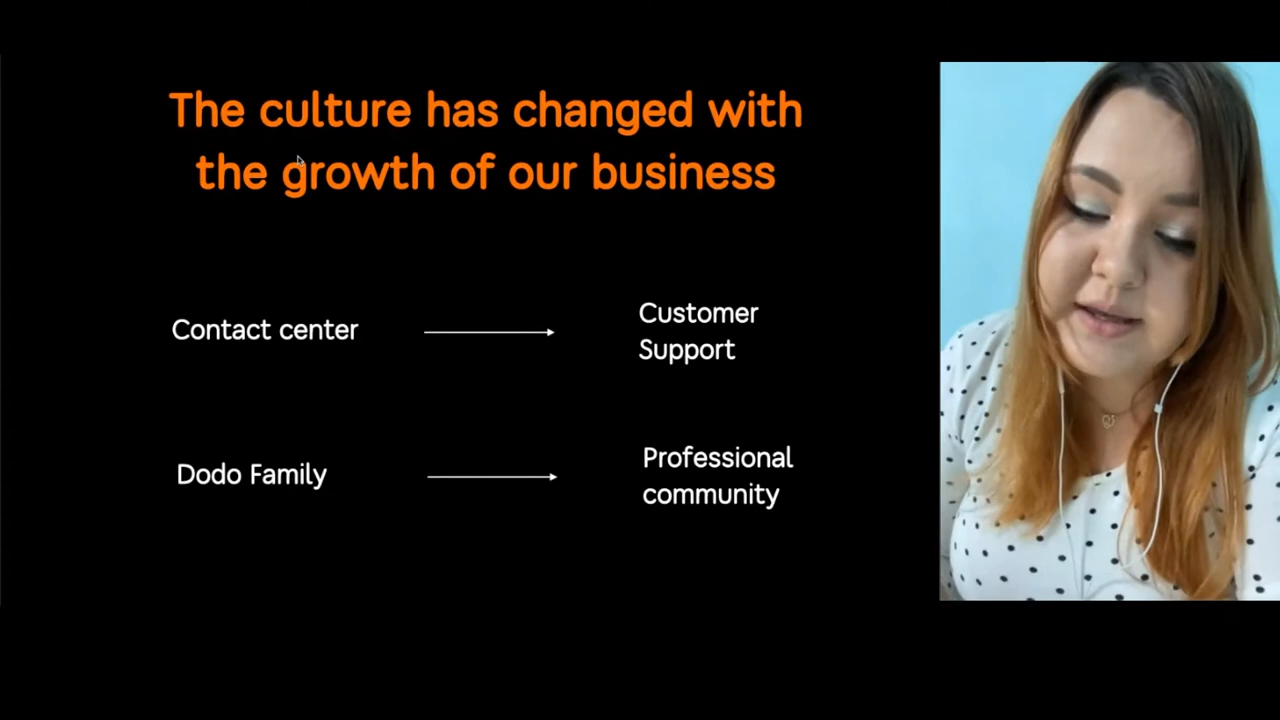 The culture has changed with
the growth of our business
Contact center
Customer
Support
Dodo Family
Professional
community